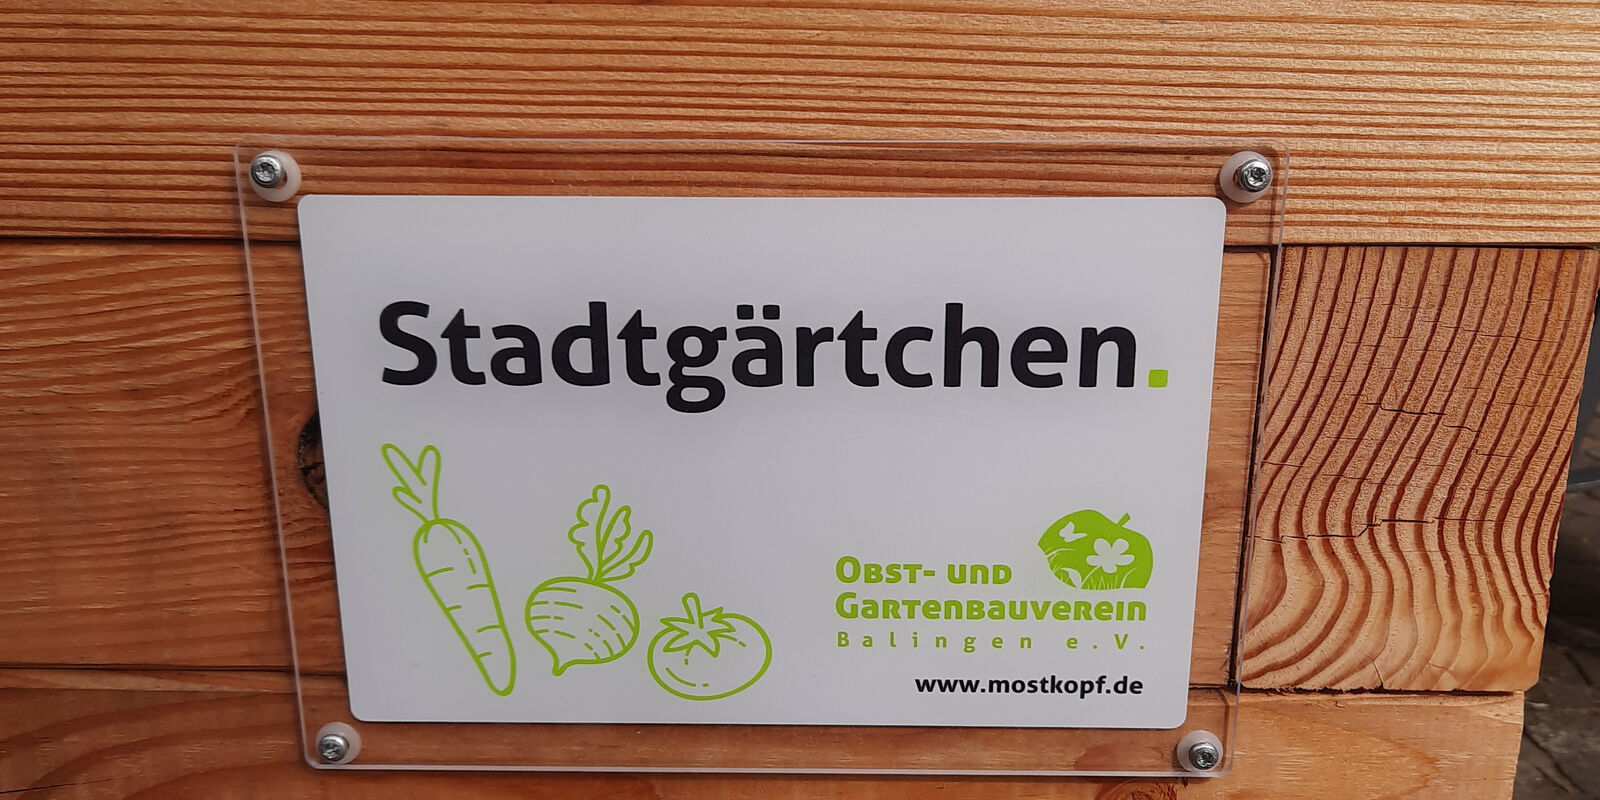 Stadtgärtchen.
Obst- und
Gartenbauverein
Balingen e.V.
www.mostkopf.de